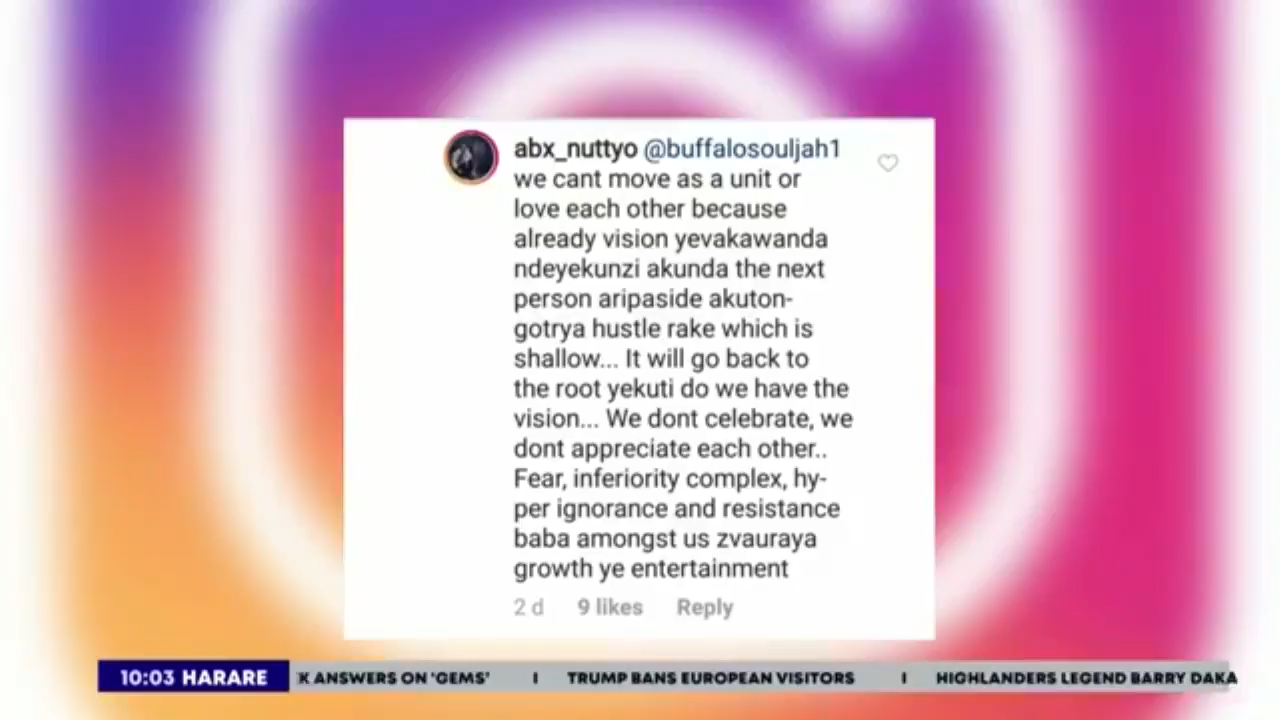 abx_nuttyo @buffalosouljah1
we cant move as a unit or
love each other because
already vision yevakawanda
ndeyekunzi akunda the next
person aripaside akuton-
gotrya hustle rake which is
shallow... It will go back to
the root yekuti do we have the
vision... We dont celebrate, we
dont appreciate each other..
Fear, inferiority complex, hy-
per ignorance and resistance
baba amongst us zvauraya
growth ye entertainment
2 d 9 likes Reply
10:03 HARARE K ANSWERS ON 'GEMS' I TRUMP BANS EUROPEAN VISITORS I HIGHLANDERS LEGEND BARRY DAKA